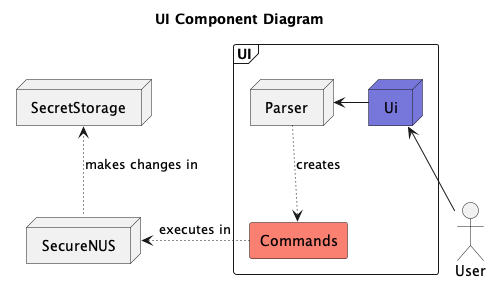 UI Component Diagram
UI
SecretStorage
Parser
Ui
makes changes in
creates
executes in
SecureNUS
Commands
User